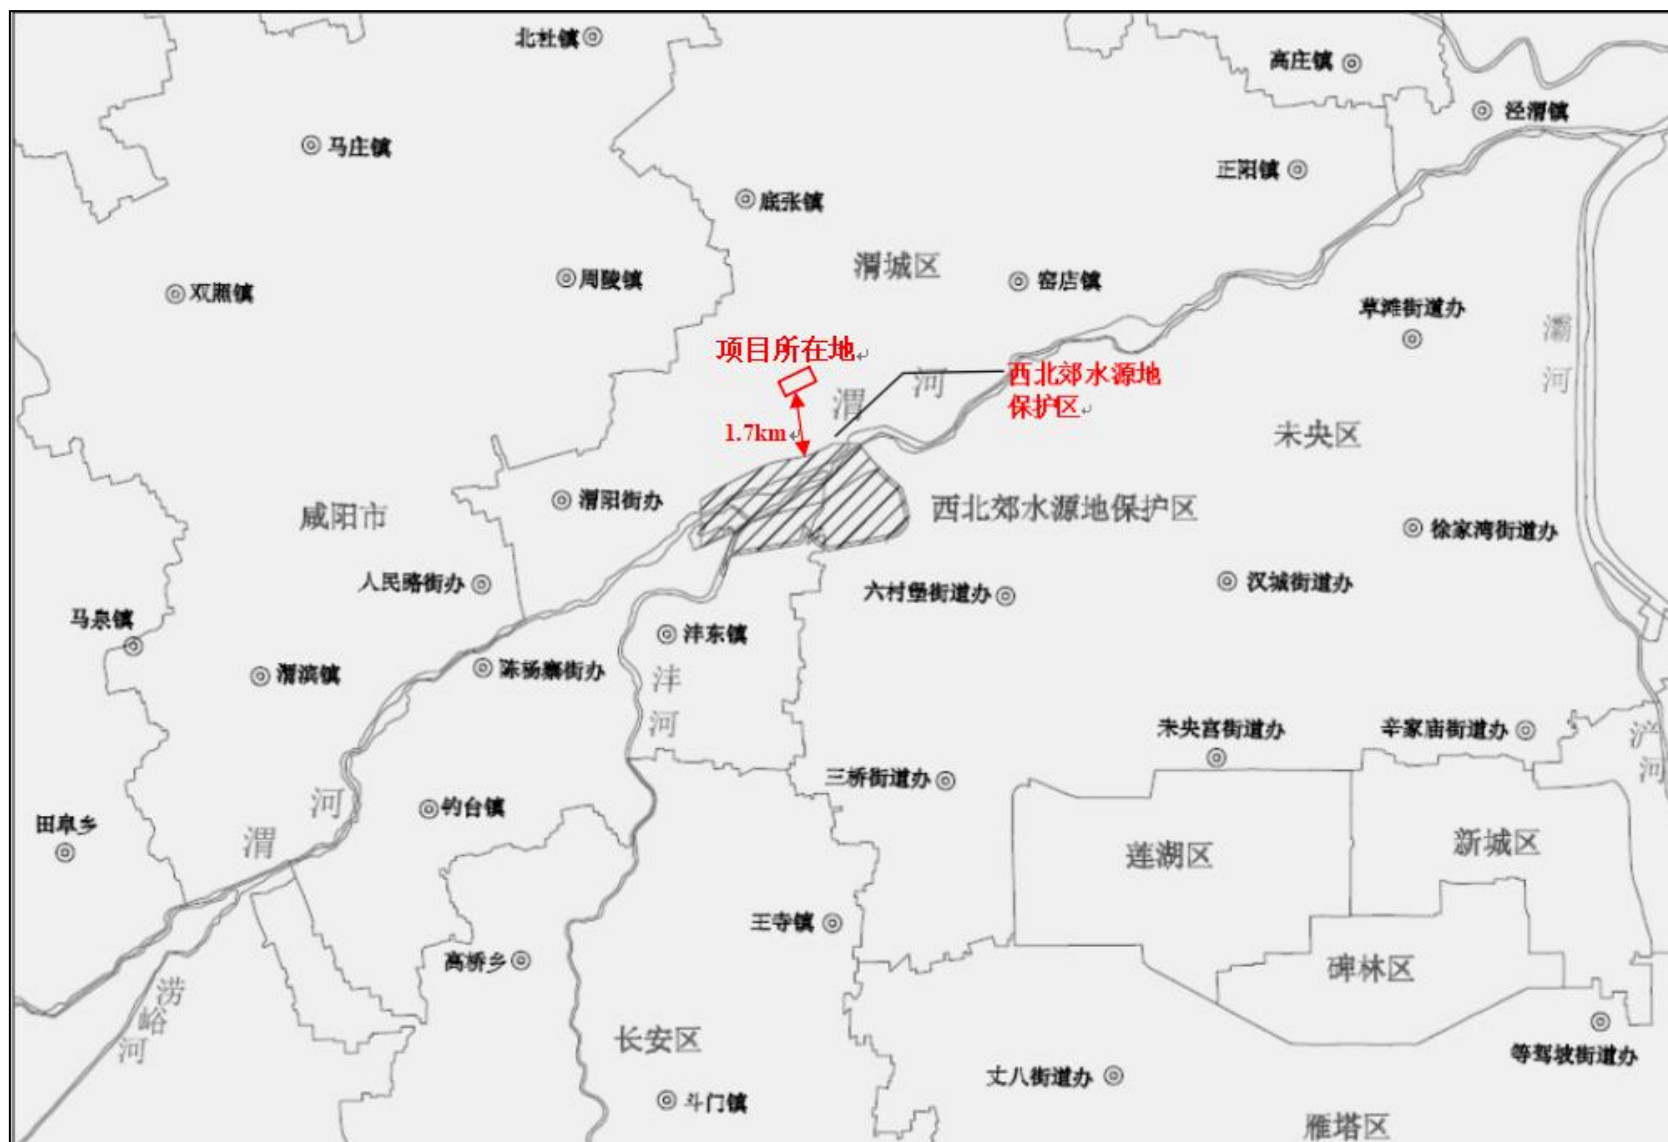 北杜镇
高庄镇
泾渭镇
马庄镇
正阳镇
底张镇
渭城区
周陵镇
窑店镇
双照镇
草滩街道办
灞河
项目所在地
西北郊水源地
保护区
渭河
1.7km
未央区
咸阳市
渭阳街办
西北郊水源地保护区
徐家湾街道办
人民路街办
六村堡街道办
汉城街道办
马泉镇
沣东镇
渭滨镇
陈杨寨街办
沣河
未央宫街道办
辛家庙街道办
浐河
三桥街道办
钓台镇
渭河
田阜乡
莲湖区
新城区
王寺镇
高桥乡
碑林区
涝峪河
长安区
等驾坡街道办
丈八街道办
斗门镇
雁塔区